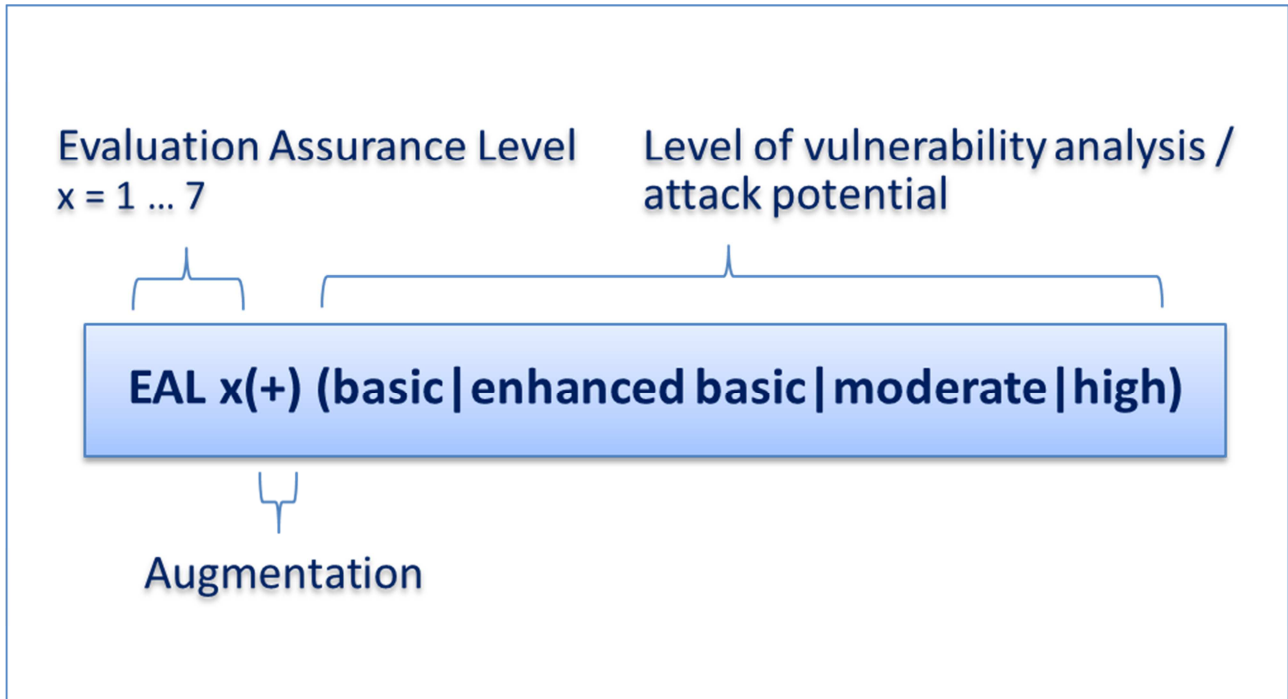 Evaluation Assurance Level
x = 1 … 7
Level of vulnerability analysis /
attack potential
EAL x(+) (basic|enhanced basic|moderate|high)
Augmentation